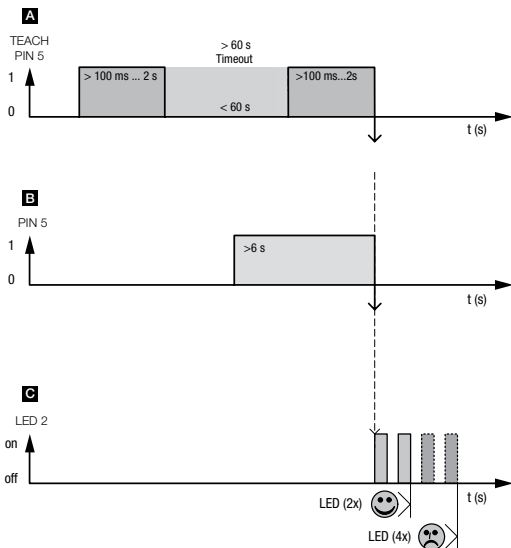 A
TEACH
PIN 5
> 60 s
Timeout
1
> 100 ms ... 2 s
>100 ms...2s
0
< 60 s
t (s)
B
PIN 5
1
>6 s
0
t (s)
C
LED 2
on
off
t (s)
LED (2x)
LED (4x)